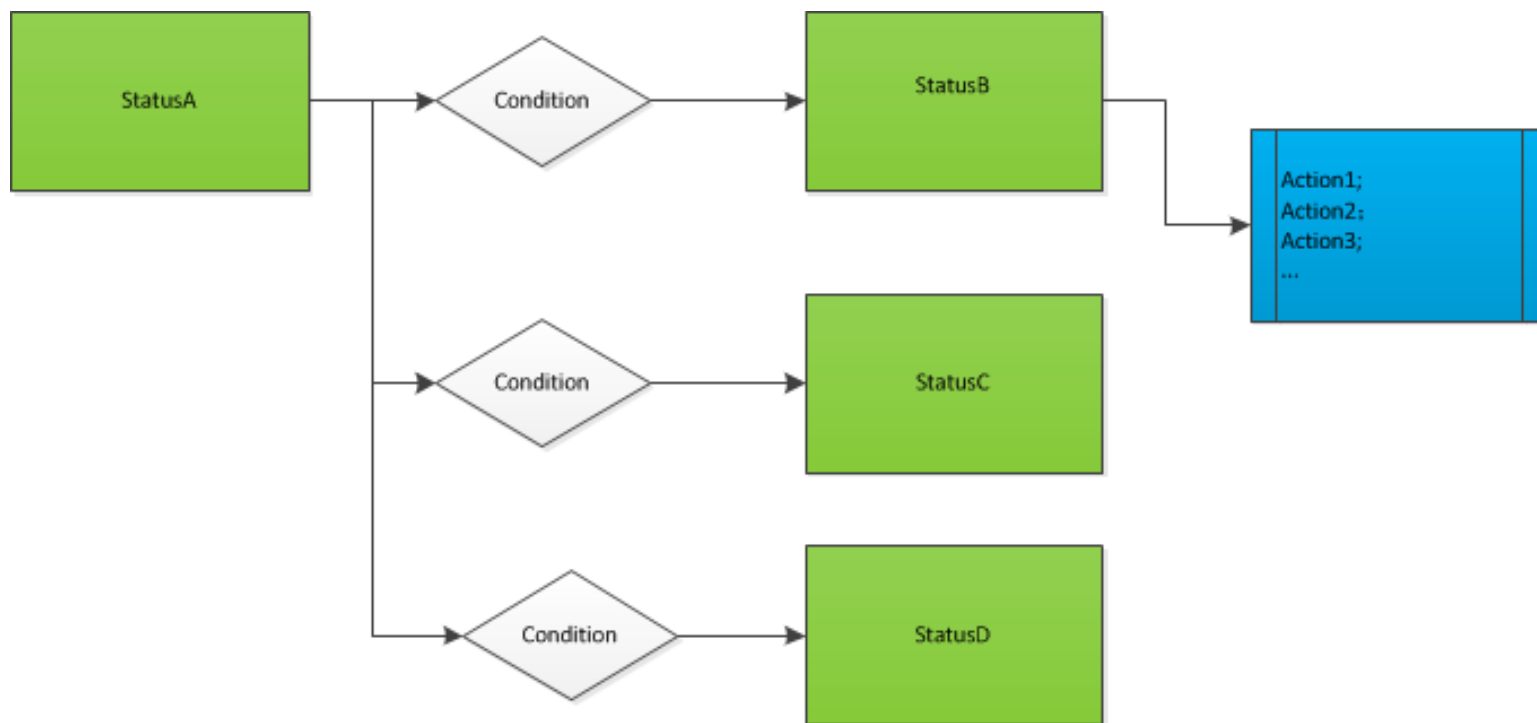 StatusA
Condition
StatusB
Action1;
Action2；
Action3;
...
Condition
StatusC
Condition
StatusD